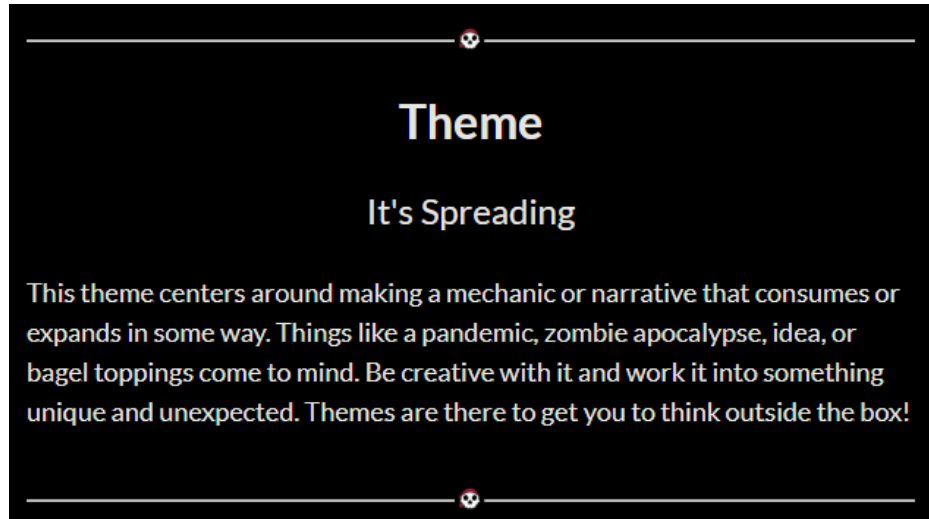 Theme
It's Spreading
This theme centers around making a mechanic or narrative that consumes or
expands in some way. Things like a pandemic, zombie apocalypse, idea, or
bagel toppings come to mind. Be creative with it and work it into something
unique and unexpected. Themes are there to get you to think outside the box!